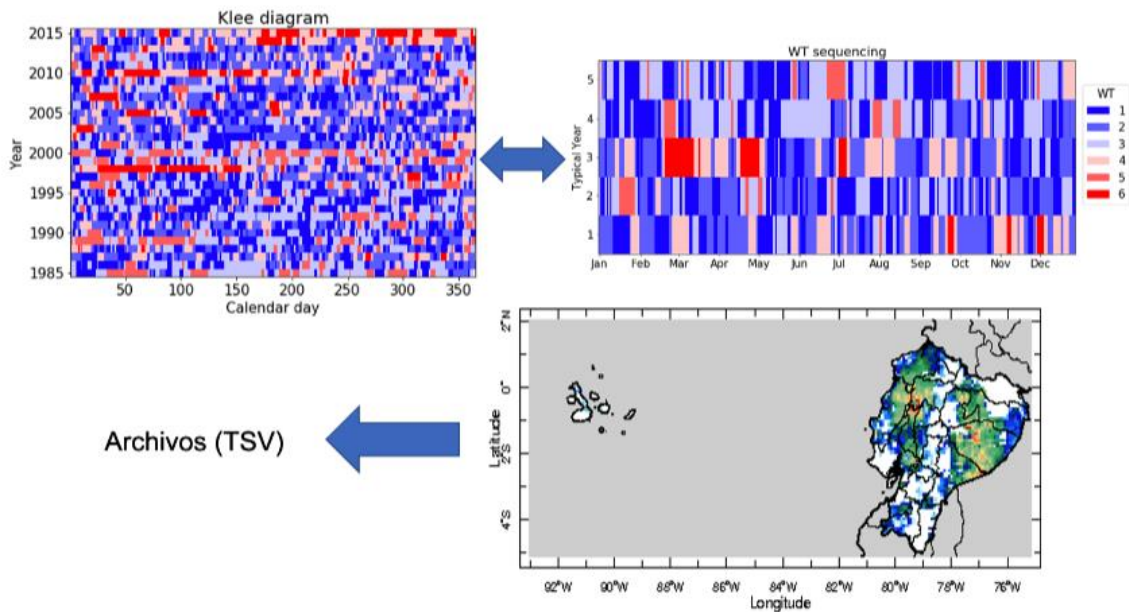 Klee diagram
2015
2010
2005
2000
1995
1990
1985
Year
50 100 150 200 250 300 350
Calendar day
WT sequencing
5
4
3
2
1
Typical Year
Jan Feb Mar Apr May Jun Jul Aug Sep Oct Nov Dec
WT
1
2
3
4
5
6
Archivos (TSV)
2°N
0°
2°S
4°S
Latitude
92°W 90°W 88°W 86°W 84°W 82°W 80°W 78°W 76°W
Longitude